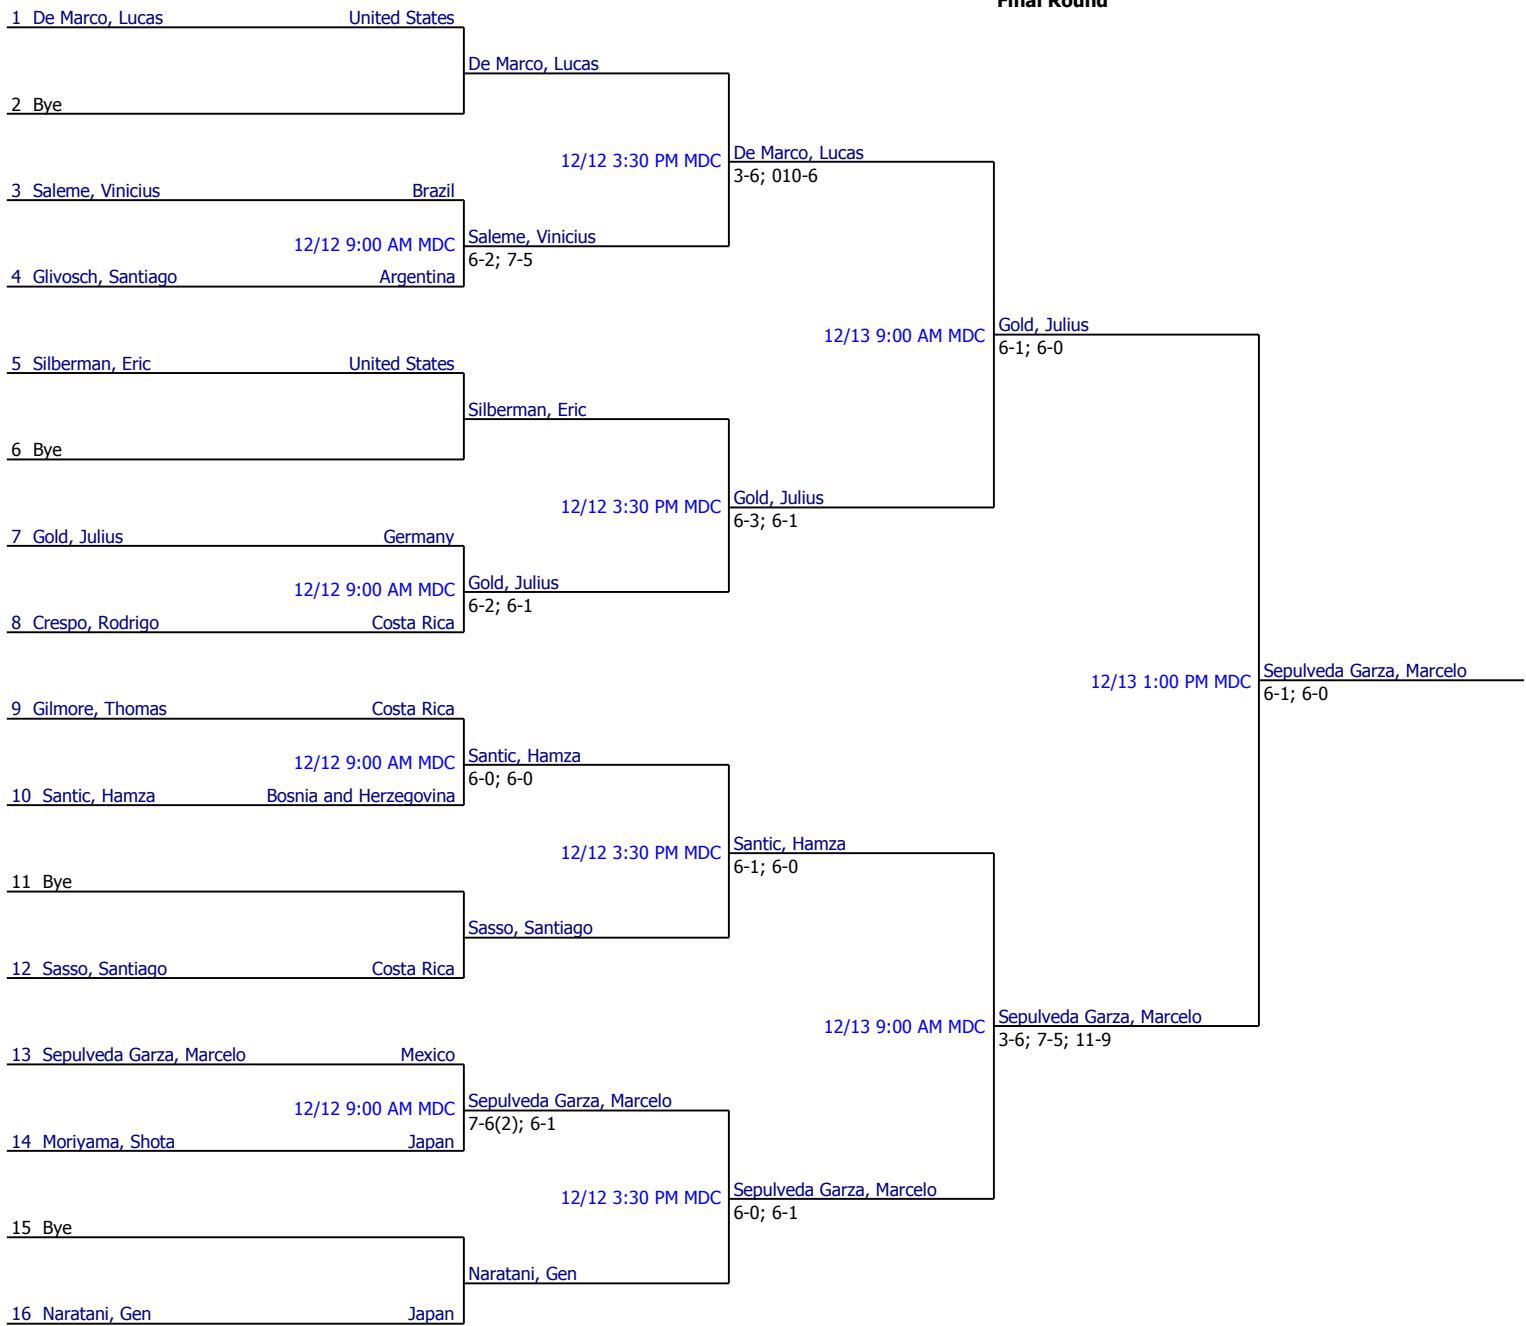 Final Round
1 De Marco, Lucas United States
De Marco, Lucas
2 Bye
12/12 3:30 PM MDC De Marco, Lucas
3-6; 010-6
3 Saleme, Vinicius Brazil
12/12 9:00 AM MDC Saleme, Vinicius
6-2; 7-5
4 Glivosch, Santiago Argentina
12/13 9:00 AM MDC Gold, Julius
6-1; 6-0
5 Silberman, Eric United States
Silberman, Eric
6 Bye
12/12 3:30 PM MDC Gold, Julius
6-3; 6-1
7 Gold, Julius Germany
12/12 9:00 AM MDC Gold, Julius
6-2; 6-1
8 Crespo, Rodrigo Costa Rica
12/13 1:00 PM MDC Sepulveda Garza, Marcelo
6-1; 6-0
9 Gilmore, Thomas Costa Rica
12/12 9:00 AM MDC Santic, Hamza
6-0; 6-0
10 Santic, Hamza Bosnia and Herzegovina
12/12 3:30 PM MDC Santic, Hamza
6-1; 6-0
11 Bye
Sasso, Santiago
12 Sasso, Santiago Costa Rica
12/13 9:00 AM MDC Sepulveda Garza, Marcelo
3-6; 7-5; 11-9
13 Sepulveda Garza, Marcelo Mexico
12/12 9:00 AM MDC Sepulveda Garza, Marcelo
7-6(2); 6-1
14 Moriyama, Shota Japan
12/12 3:30 PM MDC Sepulveda Garza, Marcelo
6-0; 6-1
15 Bye
Naratani, Gen
16 Naratani, Gen Japan